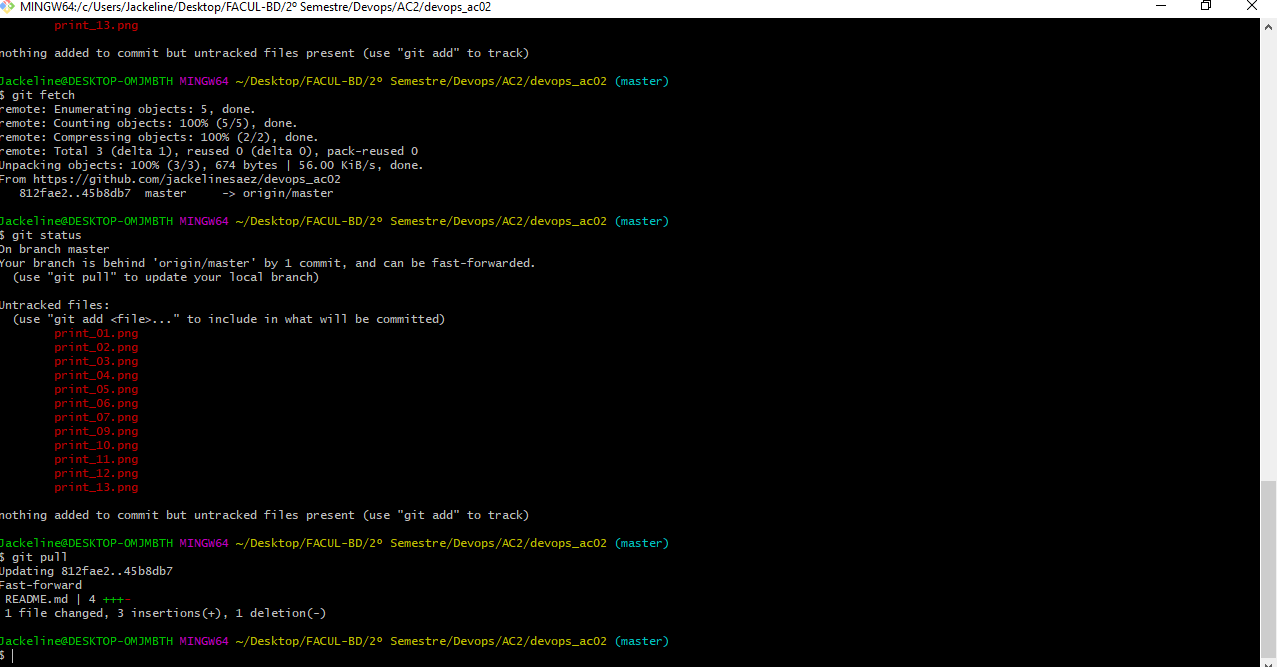 MINGW64:/c/Users/Jackeline/Desktop/FACUL-BD/2º Semestre/Devops/AC2/devops_ac02
print_13.png
nothing added to commit but untracked files present (use "git add" to track)
Jackeline@DESKTOP-OMJMBTH MINGW64 ~/Desktop/FACUL-BD/2º Semestre/Devops/AC2/devops_ac02 (master)
$ git fetch
remote: Enumerating objects: 5, done.
remote: Counting objects: 100% (5/5), done.
remote: Compressing objects: 100% (2/2), done.
remote: Total 3 (delta 1), reused 0 (delta 0), pack-reused 0
Unpacking objects: 100% (3/3), 674 bytes | 56.00 KiB/s, done.
From https://github.com/jackelinesaez/devops_ac02
812fae2..45b8db7 master -> origin/master
Jackeline@DESKTOP-OMJMBTH MINGW64 ~/Desktop/FACUL-BD/2º Semestre/Devops/AC2/devops_ac02 (master)
$ git status
On branch master
Your branch is behind 'origin/master' by 1 commit, and can be fast-forwarded.
(use "git pull" to update your local branch)
Untracked files:
(use "git add <file>..." to include in what will be committed)
print_01.png
print_02.png
print_03.png
print_04.png
print_05.png
print_06.png
print_07.png
print_09.png
print_10.png
print_11.png
print_12.png
print_13.png
nothing added to commit but untracked files present (use "git add" to track)
Jackeline@DESKTOP-OMJMBTH MINGW64 ~/Desktop/FACUL-BD/2º Semestre/Devops/AC2/devops_ac02 (master)
$ git pull
Updating 812fae2..45b8db7
Fast-forward
README.md | 4 +++-
1 file changed, 3 insertions(+), 1 deletion(-)
Jackeline@DESKTOP-OMJMBTH MINGW64 ~/Desktop/FACUL-BD/2º Semestre/Devops/AC2/devops_ac02 (master)
$